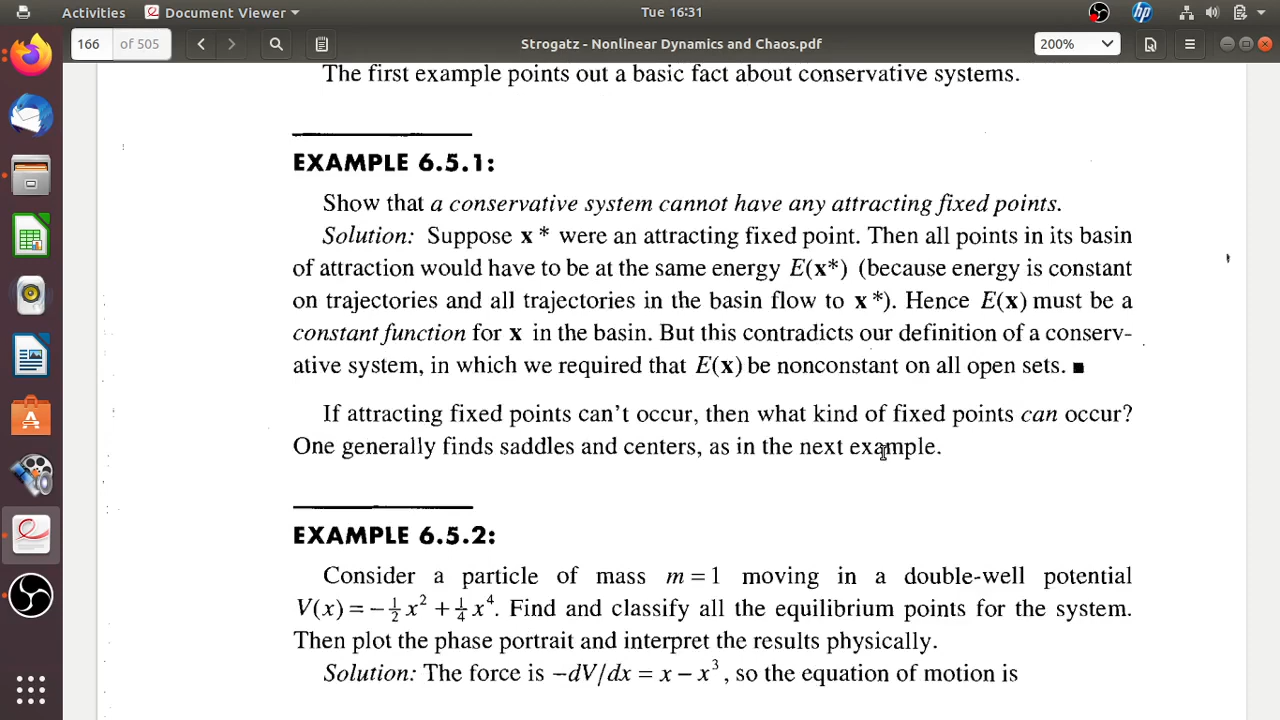 Activities Document Viewer Tue 16:31
166 of 505 Strogatz - Nonlinear Dynamics and Chaos.pdf 200%
The first example points out a basic fact about conservative systems.
EXAMPLE 6.5.1:
Show that a conservative system cannot have any attracting fixed points.
Solution: Suppose x* were an attracting fixed point. Then all points in its basin
of attraction would have to be at the same energy E(x*) (because energy is constant
on trajectories and all trajectories in the basin flow to x*). Hence E(x) must be a
constant function for x in the basin. But this contradicts our definition of a conserv-
ative system, in which we required that E(x) be nonconstant on all open sets. ■
If attracting fixed points can't occur, then what kind of fixed points can occur?
One generally finds saddles and centers, as in the next example.
EXAMPLE 6.5.2:
Consider a particle of mass m = 1 moving in a double-well potential
V(x) = −½x² + ¼x⁴. Find and classify all the equilibrium points for the system.
Then plot the phase portrait and interpret the results physically.
Solution: The force is −dV/dx = x − x³, so the equation of motion is